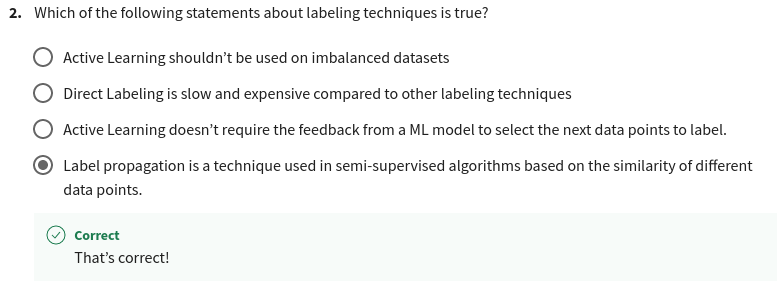 2. Which of the following statements about labeling techniques is true?
Active Learning shouldn't be used on imbalanced datasets
Direct Labeling is slow and expensive compared to other labeling techniques
Active Learning doesn't require the feedback from a ML model to select the next data points to label.
Label propagation is a technique used in semi-supervised algorithms based on the similarity of different
data points.
Correct
That's correct!